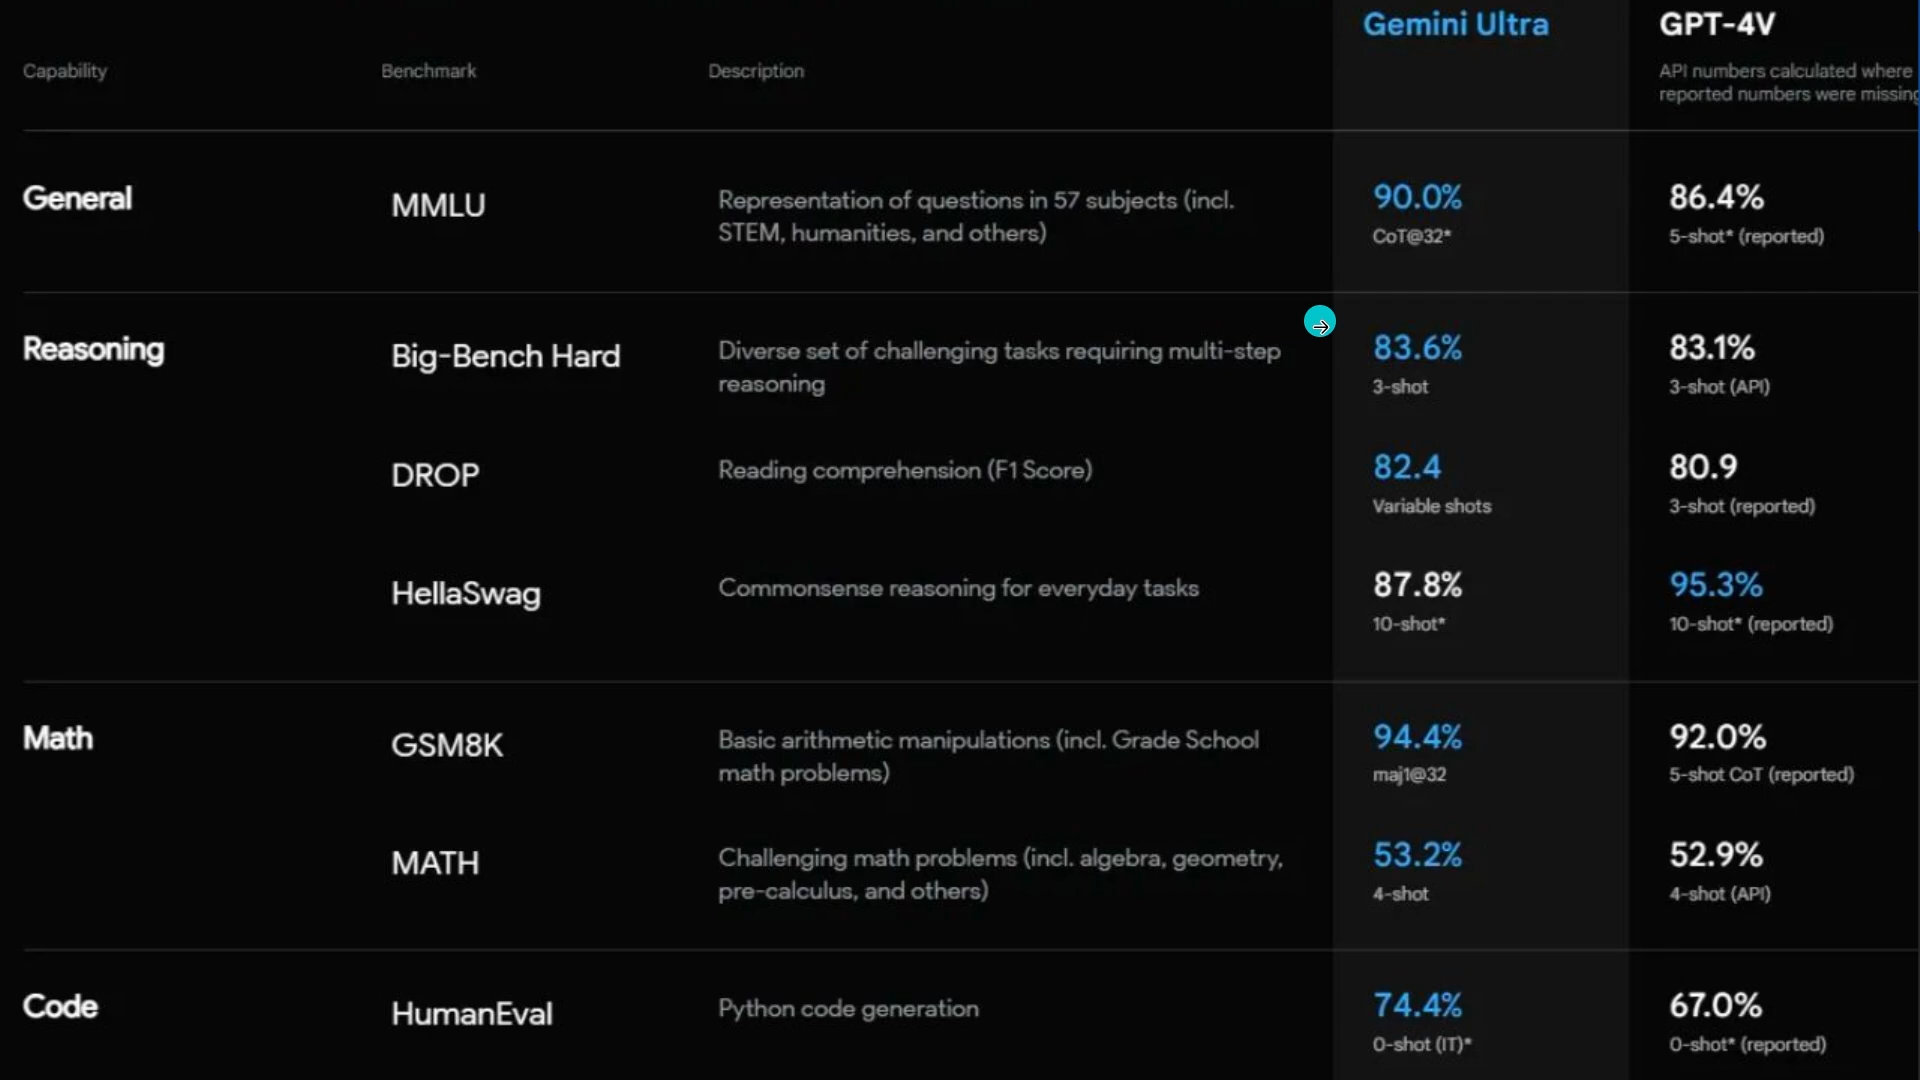 Gemini Ultra
GPT-4V
Capability
Benchmark
Description
API numbers calculated where
reported numbers were missing
General
MMLU
Representation of questions in 57 subjects (incl.
STEM, humanities, and others)
90.0%
CoT@32*
86.4%
5-shot* (reported)
Reasoning
Big-Bench Hard
Diverse set of challenging tasks requiring multi-step
reasoning
83.6%
3-shot
83.1%
3-shot (API)
DROP
Reading comprehension (F1 Score)
82.4
Variable shots
80.9
3-shot (reported)
HellaSwag
Commonsense reasoning for everyday tasks
87.8%
10-shot*
95.3%
10-shot* (reported)
Math
GSM8K
Basic arithmetic manipulations (incl. Grade School
math problems)
94.4%
maj1@32
92.0%
5-shot CoT (reported)
MATH
Challenging math problems (incl. algebra, geometry,
pre-calculus, and others)
53.2%
4-shot
52.9%
4-shot (API)
Code
HumanEval
Python code generation
74.4%
0-shot (IT)*
67.0%
0-shot* (reported)